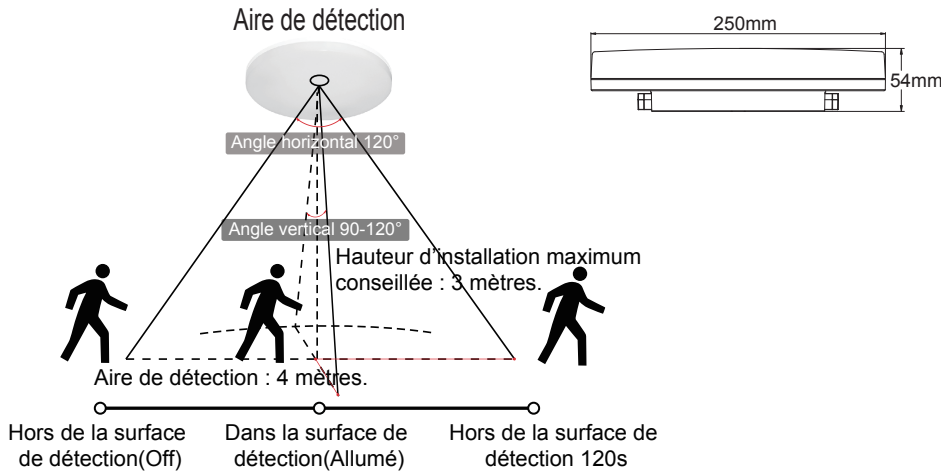 Aire de détection
250mm
54mm
Angle horizontal 120°
Angle vertical 90-120°
Hauteur d'installation maximum
conseillée : 3 mètres.
Aire de détection : 4 mètres.
Hors de la surface
de détection(Off)
Dans la surface de
détection(Allumé)
Hors de la surface de
détection 120s